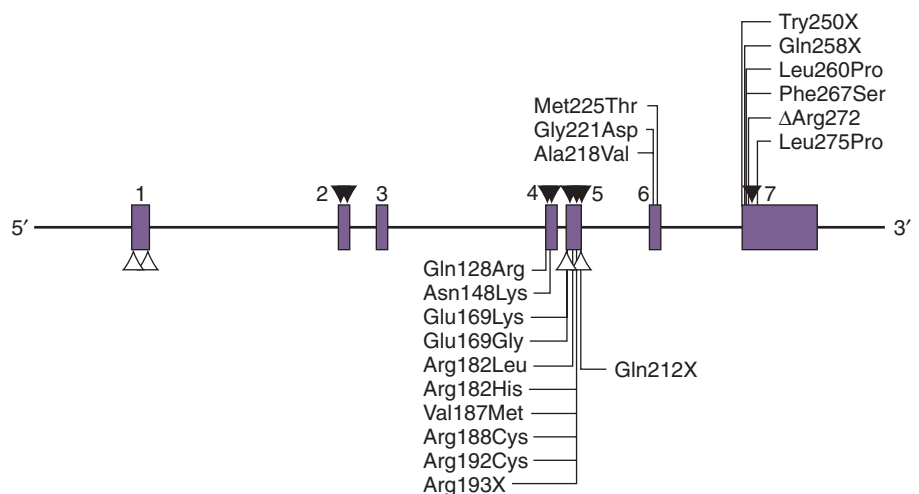 Try250X
Gln258X
Leu260Pro
Phe267Ser
ΔArg272
Leu275Pro
Met225Thr
Gly221Asp
Ala218Val
1 2 3 4 5 6 7
5′ 3′
Gln128Arg
Asn148Lys
Glu169Lys
Glu169Gly
Arg182Leu Gln212X
Arg182His
Val187Met
Arg188Cys
Arg192Cys
Arg193X